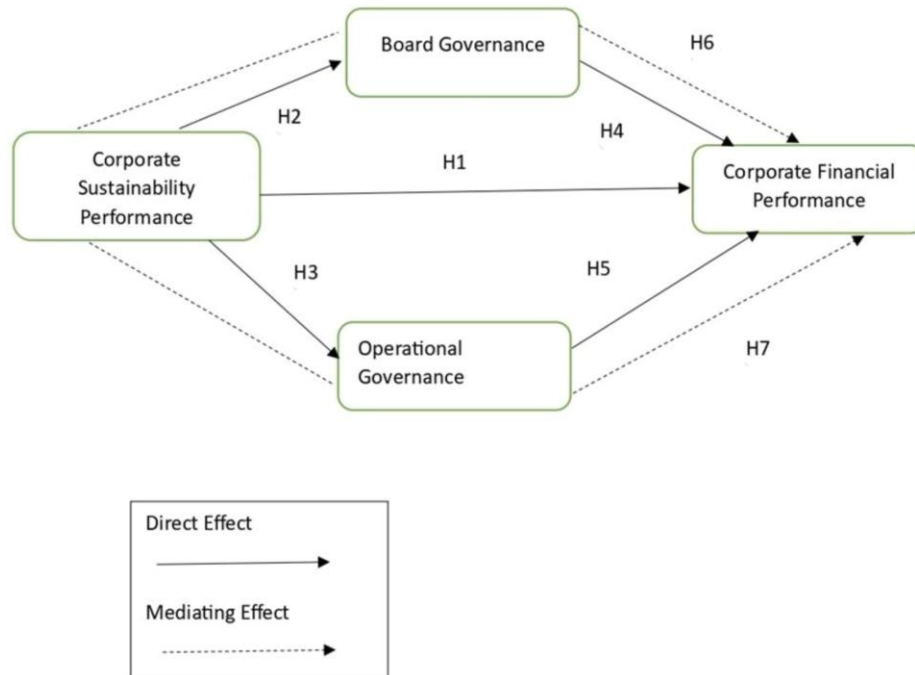 Board Governance
H6
H2
H4
H1
Corporate
Sustainability
Performance
Corporate Financial
Performance
H3
H5
Operational
Governance
H7
Direct Effect
Mediating Effect